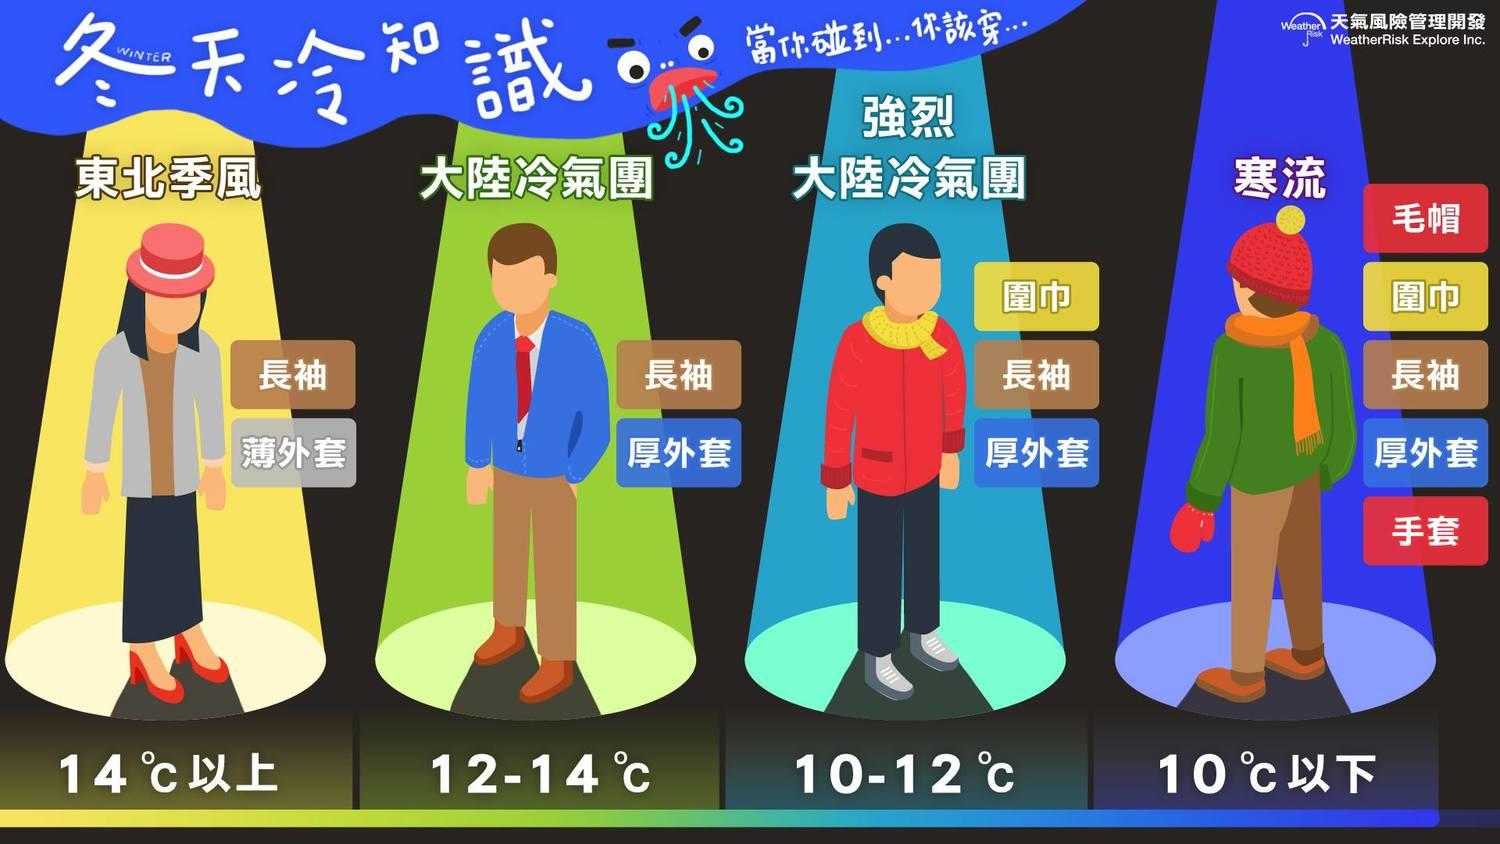 冬天冷知識
WINTER
當你碰到...你該穿...
Weather Risk
天氣風險管理開發
WeatherRisk Explore Inc.
東北季風
長袖
薄外套
14℃以上
大陸冷氣團
長袖
厚外套
12-14℃
強烈
大陸冷氣團
圍巾
長袖
厚外套
10-12℃
寒流
毛帽
圍巾
長袖
厚外套
手套
10℃以下